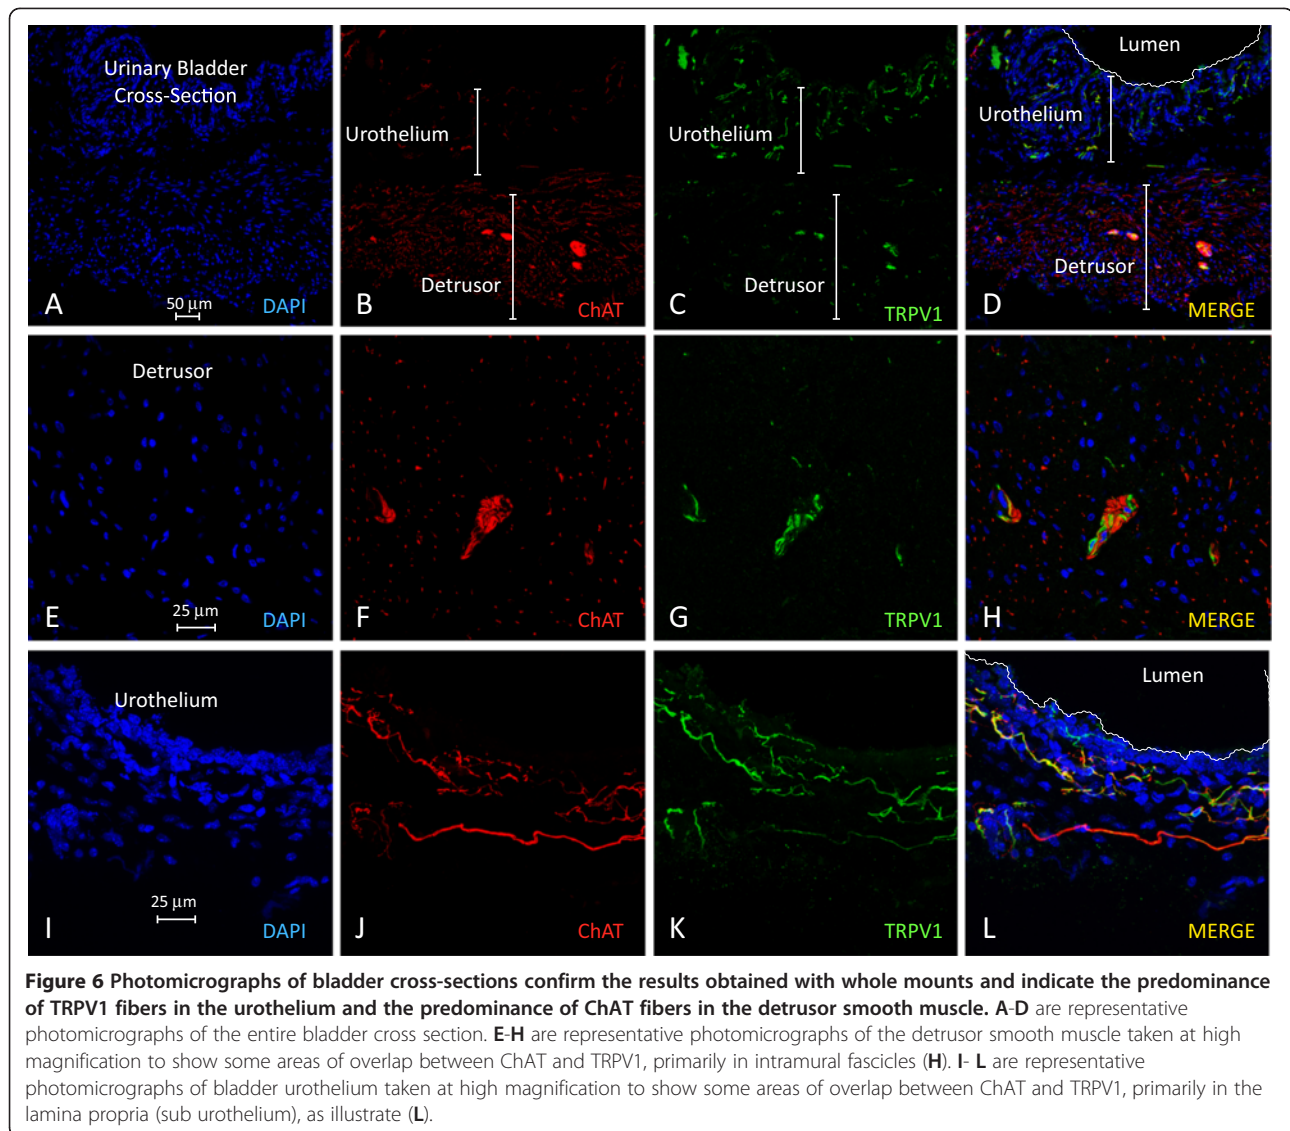 Urinary Bladder
Cross-Section
A
50 μm
DAPI
Urothelium
Detrusor
B
ChAT
Urothelium
Detrusor
C
TRPV1
Lumen
Urothelium
Detrusor
D
MERGE
Detrusor
E
25 μm
DAPI
F
ChAT
G
TRPV1
H
MERGE
Urothelium
I
25 μm
DAPI
J
ChAT
K
TRPV1
Lumen
L
MERGE
Figure 6 Photomicrographs of bladder cross-sections confirm the results obtained with whole mounts and indicate the predominance
of TRPV1 fibers in the urothelium and the predominance of ChAT fibers in the detrusor smooth muscle. A-D are representative
photomicrographs of the entire bladder cross section. E-H are representative photomicrographs of the detrusor smooth muscle taken at high
magnification to show some areas of overlap between ChAT and TRPV1, primarily in intramural fascicles (H). I- L are representative
photomicrographs of bladder urothelium taken at high magnification to show some areas of overlap between ChAT and TRPV1, primarily in the
lamina propria (sub urothelium), as illustrate (L).